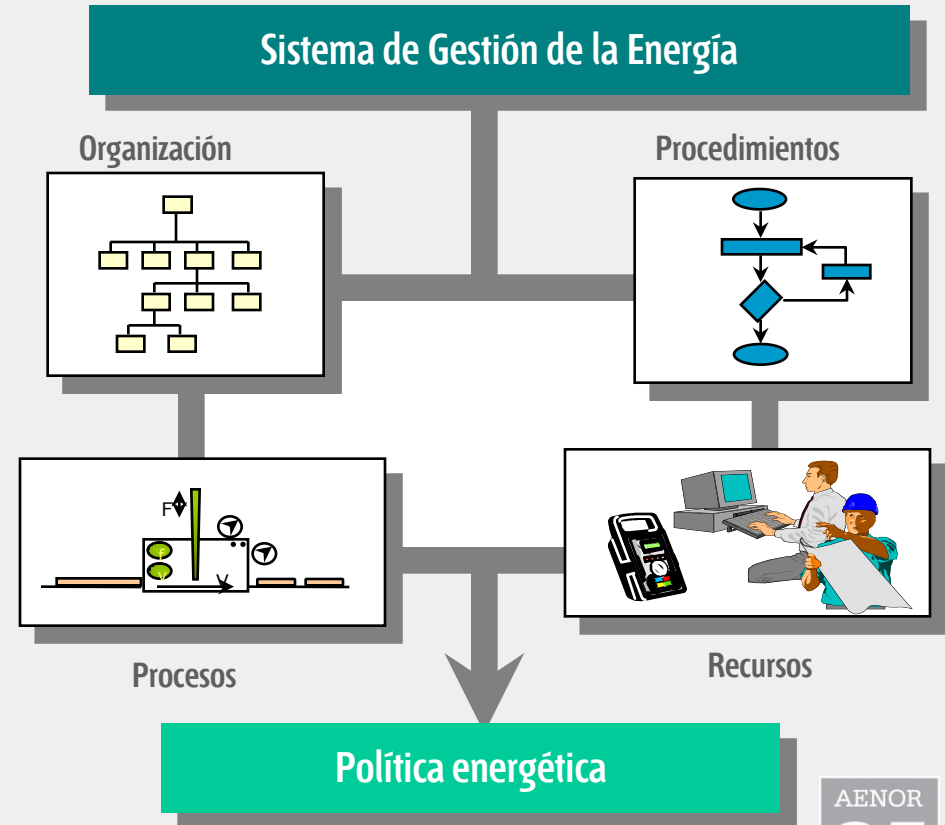 Sistema de Gestión de la Energía
Organización
Procedimientos
F
f
v
V
Procesos
Recursos
Política energética
AENOR